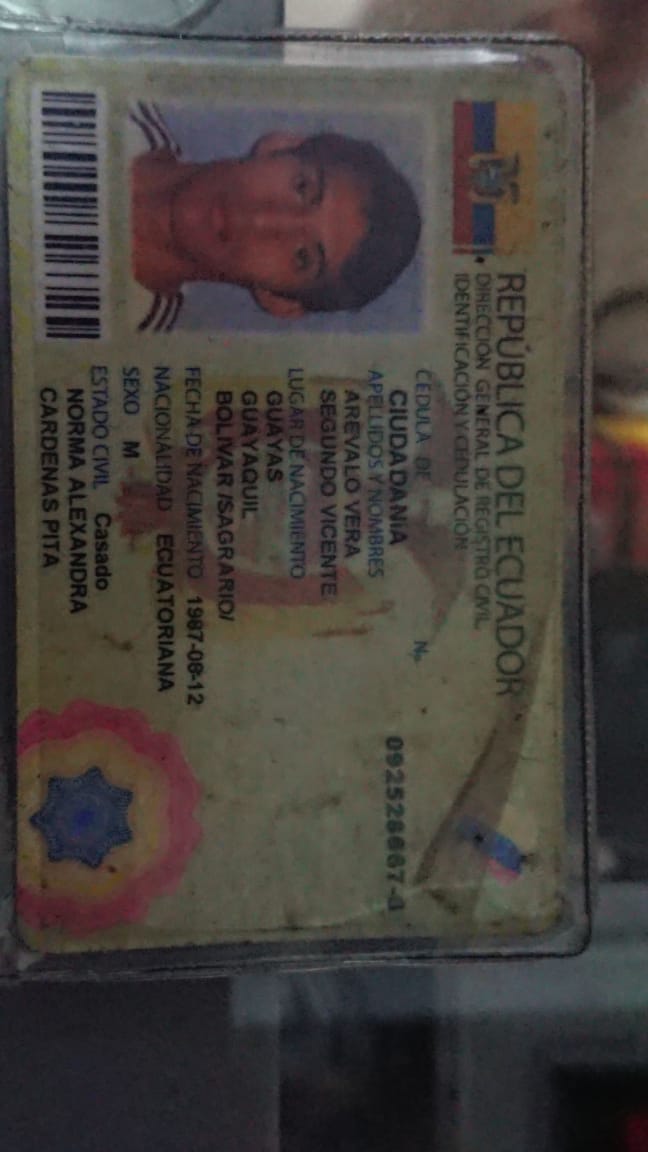 REPÚBLICA DEL ECUADOR
DIRECCIÓN GENERAL DE REGISTRO CIVIL
IDENTIFICACIÓN Y CEDULACIÓN
CÉDULA DE Nº
CIUDADANÍA 092528667-4
APELLIDOS Y NOMBRES
AREVALO VERA
SEGUNDO VICENTE
LUGAR DE NACIMIENTO
GUAYAS
GUAYAQUIL
BOLIVAR /SAGRARIO/
FECHA DE NACIMIENTO 1987-08-12
NACIONALIDAD ECUATORIANA
SEXO M
ESTADO CIVIL Casado
NORMA ALEXANDRA
CARDENAS PITA